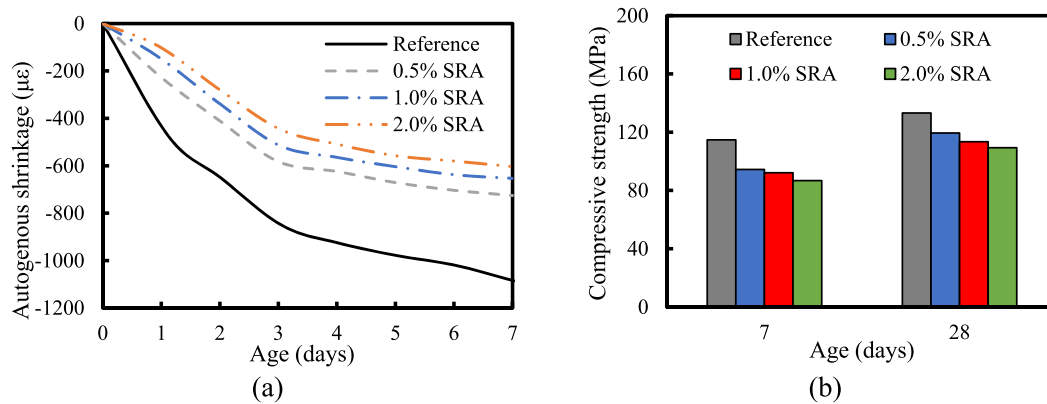 0
-200
-400
-600
-800
-1000
-1200
Autogenous shrinkage (με)
Reference
0.5% SRA
1.0% SRA
2.0% SRA
0 1 2 3 4 5 6 7
Age (days)
(a)
200
160
120
80
40
0
Compressive strength (MPa)
Reference 0.5% SRA
1.0% SRA 2.0% SRA
7 28
Age (days)
(b)